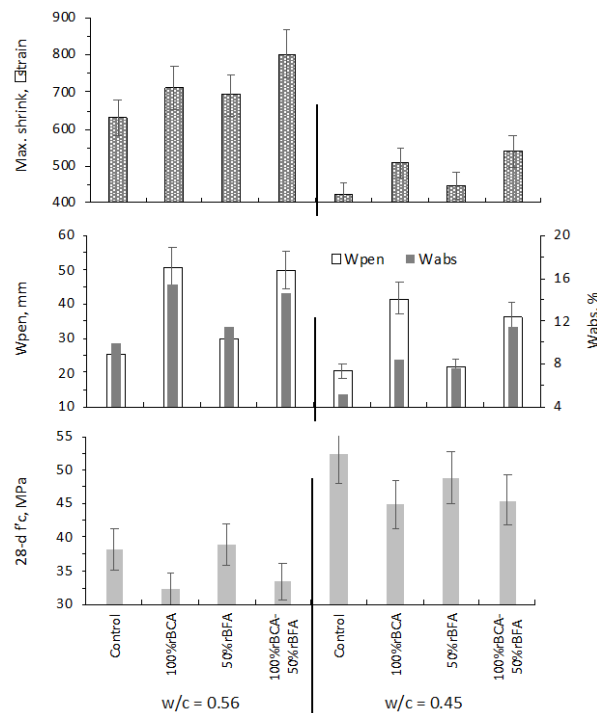 900
800
700
600
500
400
Max. shrink, □train
60
50
40
30
20
10
Wpen, mm
Wpen
Wabs
20
16
12
8
4
Wabs, %
55
50
45
40
35
30
28-d f'c, MPa
Control
100%rBCA
50%rBFA
100%rBCA-
50%rBFA
Control
100%rBCA
50%rBFA
100%rBCA-
50%rBFA
w/c = 0.56
w/c = 0.45